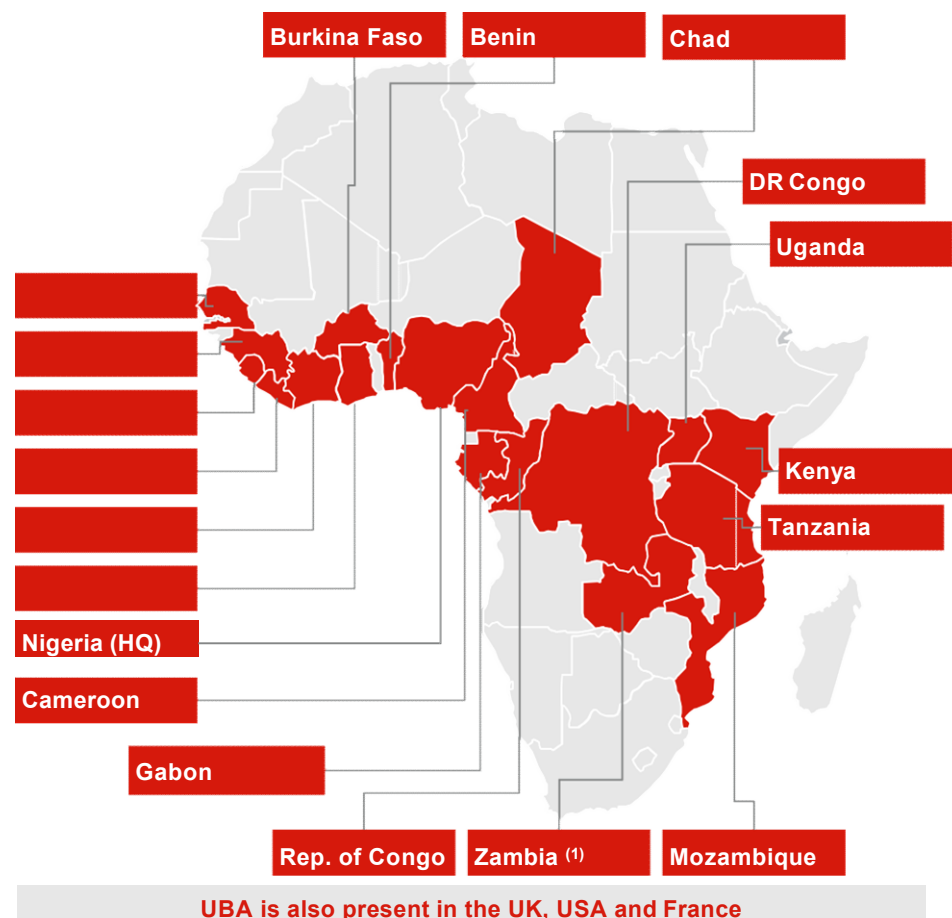 Burkina Faso
Benin
Chad
DR Congo
Uganda
Kenya
Tanzania
Nigeria (HQ)
Cameroon
Gabon
Rep. of Congo
Zambia (1)
Mozambique
UBA is also present in the UK, USA and France